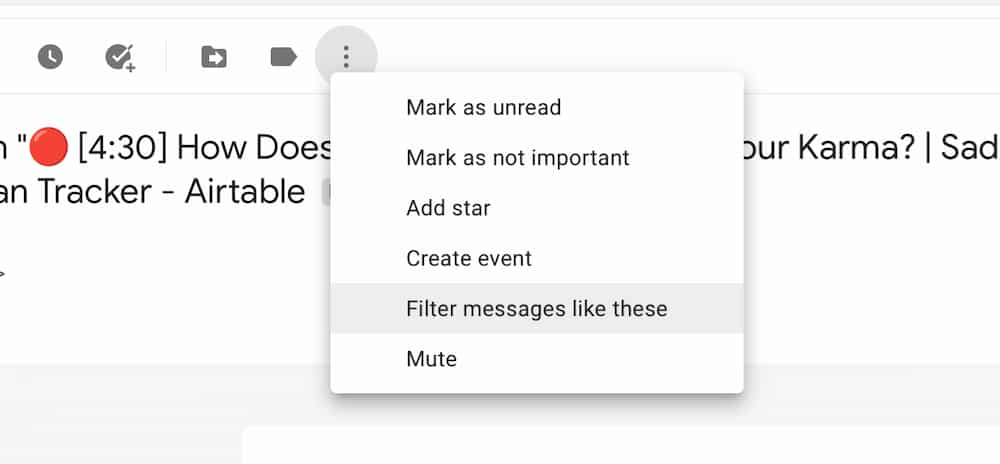 n "🔴 [4:30] How Does our Karma? | Sad
an Tracker - Airtable
Mark as unread
Mark as not important
Add star
Create event
Filter messages like these
Mute